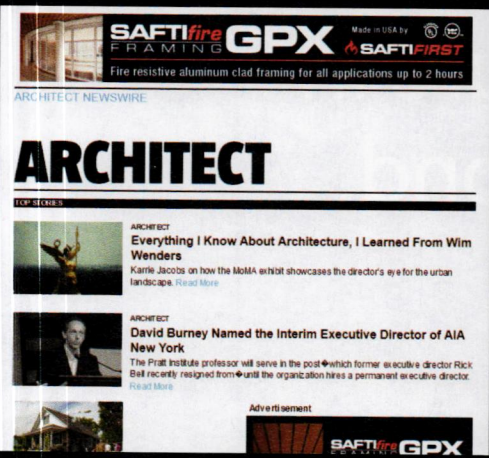 SAFTIfire GPX
FRAMING
Made in USA by
SAFTIFIRST
Fire resistive aluminum clad framing for all applications up to 2 hours
ARCHITECT NEWSWIRE
ARCHITECT
TOP STORIES
ARCHITECT
Everything I Know About Architecture, I Learned From Wim
Wenders
Karrie Jacobs on how the MoMA exhibit showcases the director's eye for the urban
landscape. Read More
ARCHITECT
David Burney Named the Interim Executive Director of AIA
New York
The Pratt Institute professor will serve in the post�which former executive director Rick
Bell recently resigned from�until the organization hires a permanent executive director.
Read More
Advertisement
SAFTIfire GPX
FRAMING